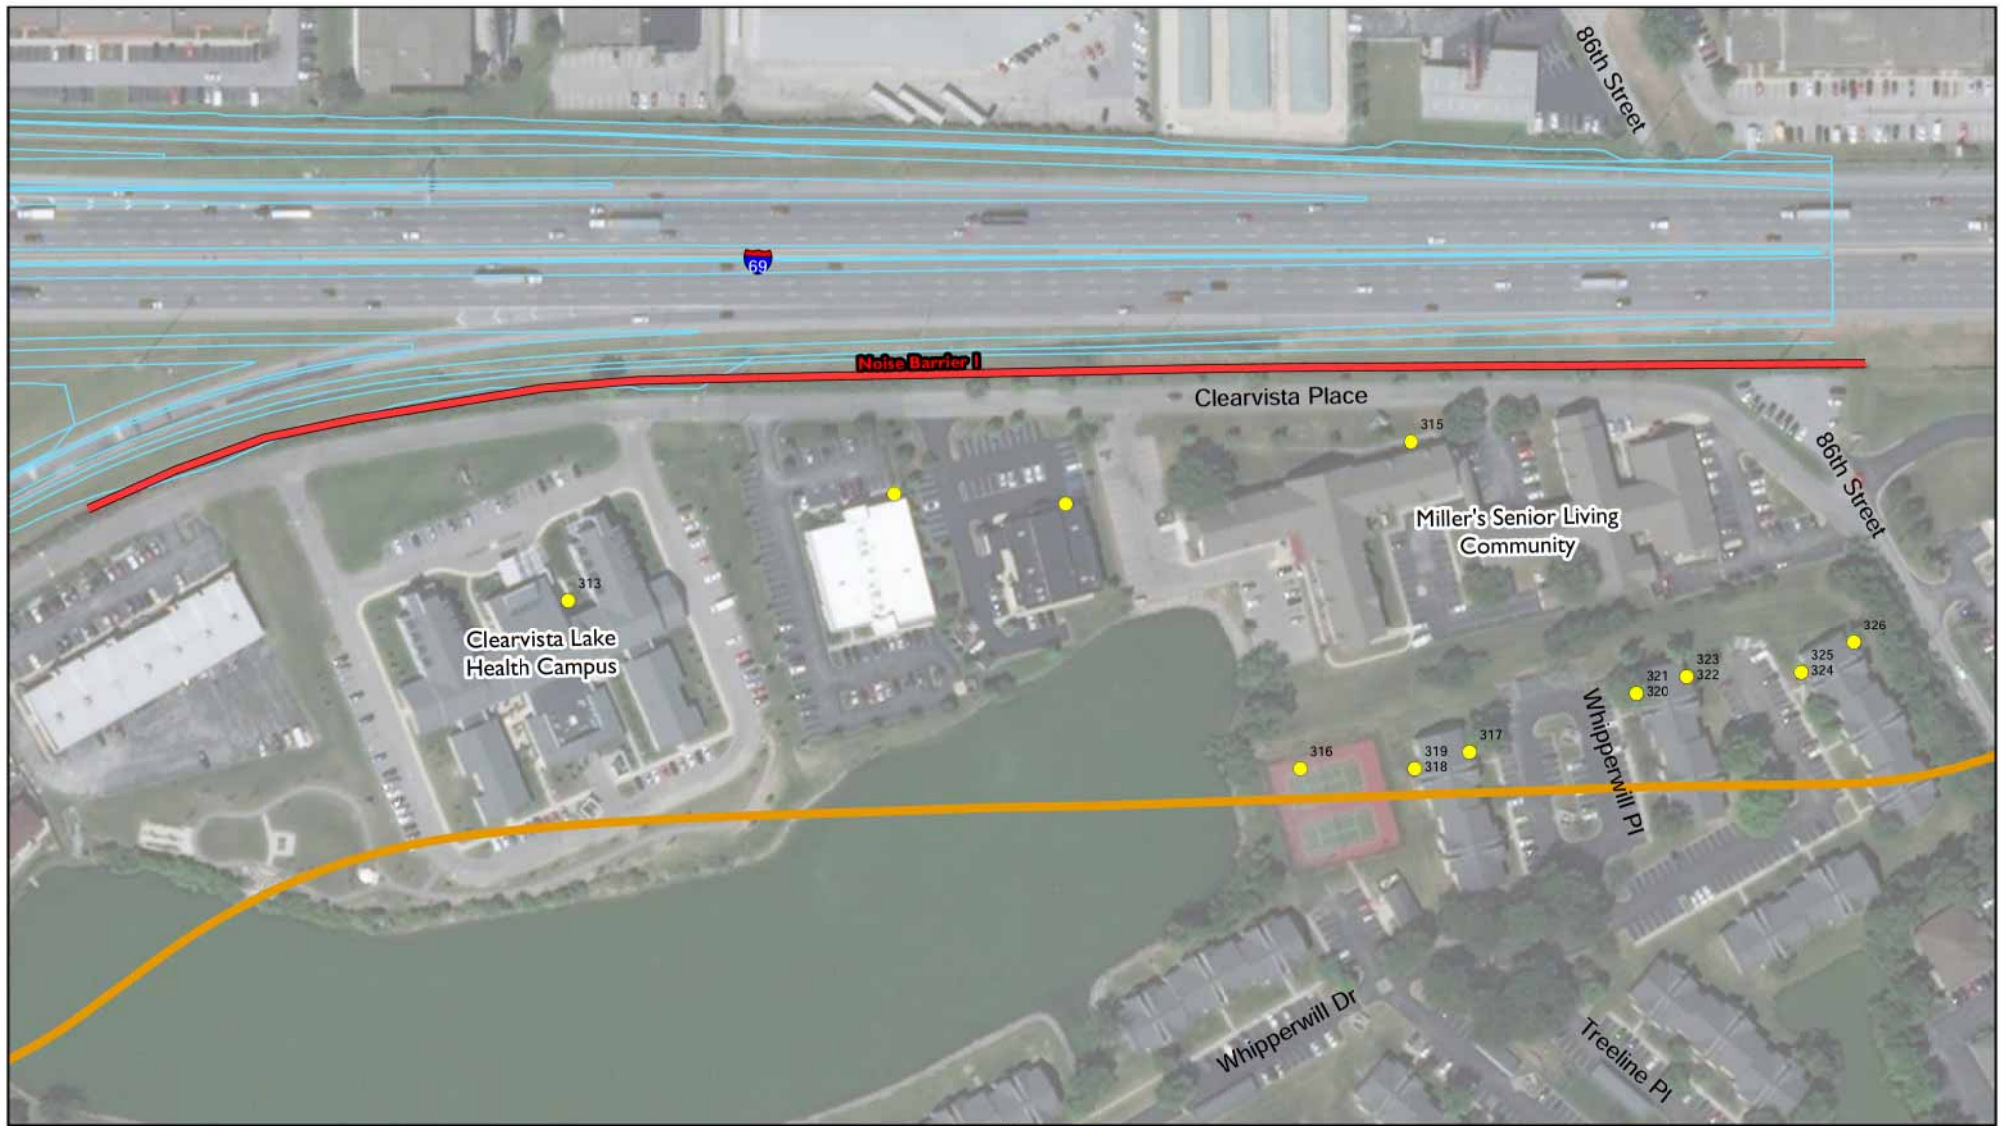 86th Street
69
Noise Barrier I
Clearvista Place
315
86th Street
Miller's Senior Living
Community
313
Clearvista Lake
Health Campus
326
325
324
323
322
321
320
317
319
318
316
Whipperwill Pl
Whipperwill Dr
Treeline Pl